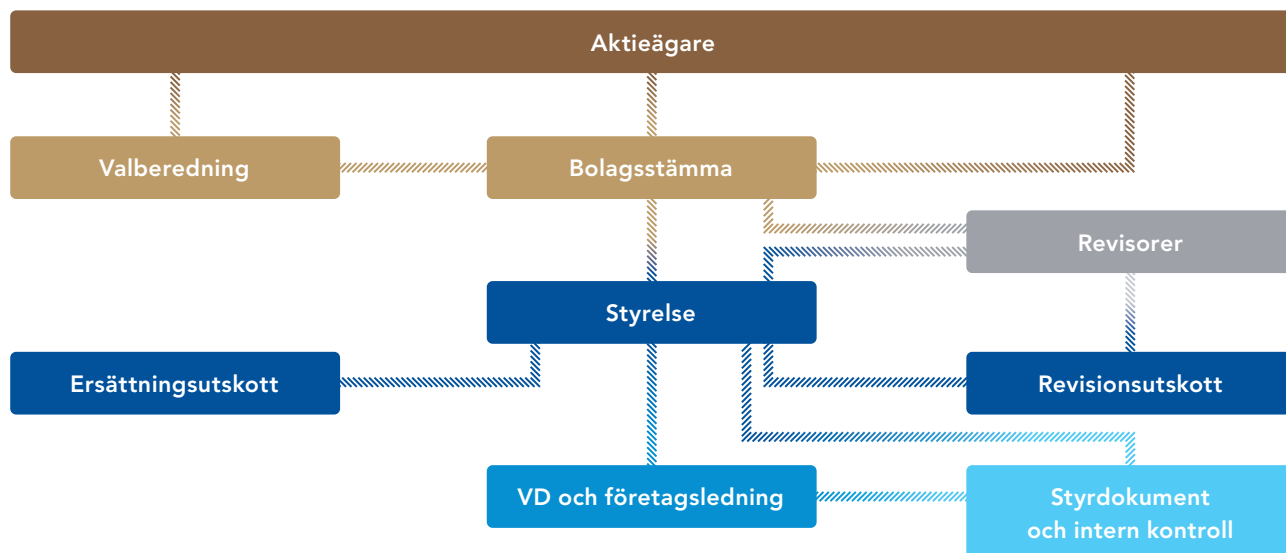 Aktieägare
Valberedning
Bolagsstämma
Revisorer
Styrelse
Ersättningsutskott
Revisionsutskott
VD och företagsledning
Styrdokument
och intern kontroll